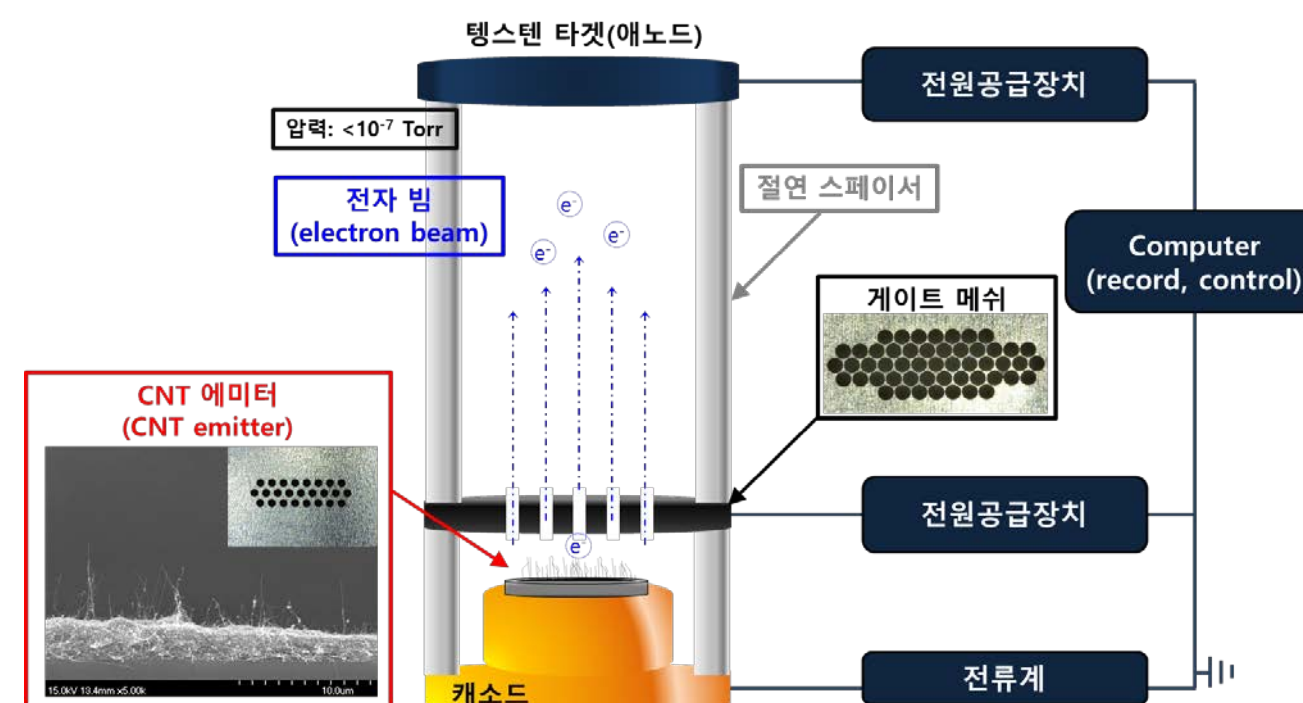 텅스텐 타겟(애노드)
전원공급장치
압력: <10⁻⁷ Torr
전자 빔
(electron beam)
절연 스페이서
e⁻
e⁻
e⁻
Computer
(record, control)
게이트 메쉬
CNT 에미터
(CNT emitter)
전원공급장치
e⁻
15.0kV 13.4mm x5.00k
10.0um
캐소드
전류계